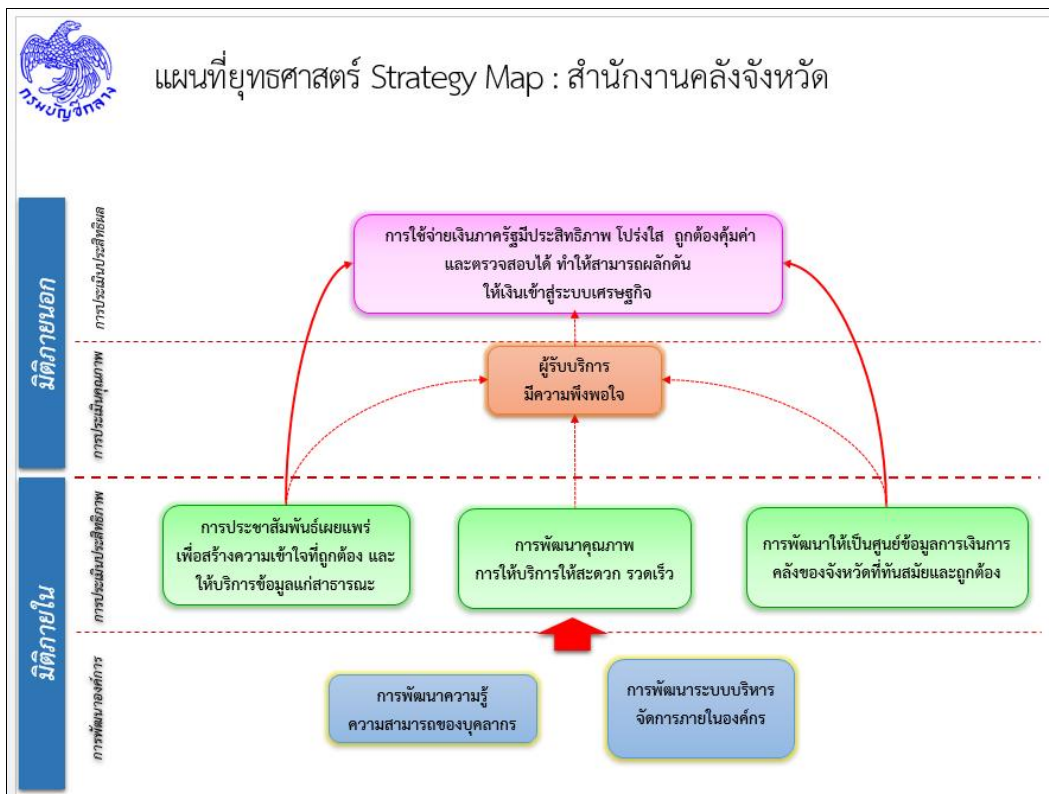 กรมบัญชีกลาง
แผนที่ยุทธศาสตร์ Strategy Map : สำนักงานคลังจังหวัด
มิติภายนอก
การประเมินประสิทธิผล
การใช้จ่ายเงินภาครัฐมีประสิทธิภาพ โปร่งใส ถูกต้องคุ้มค่า
และตรวจสอบได้ ทำให้สามารถผลักดัน
ให้เงินเข้าสู่ระบบเศรษฐกิจ
การประเมินคุณภาพ
ผู้รับบริการ
มีความพึงพอใจ
มิติภายใน
การประเมินประสิทธิภาพ
การประชาสัมพันธ์เผยแพร่
เพื่อสร้างความเข้าใจที่ถูกต้อง และ
ให้บริการข้อมูลแก่สาธารณะ
การพัฒนาคุณภาพ
การให้บริการให้สะดวก รวดเร็ว
การพัฒนาให้เป็นศูนย์ข้อมูลการเงินการ
คลังของจังหวัดที่ทันสมัยและถูกต้อง
การพัฒนาองค์การ
การพัฒนาความรู้
ความสามารถของบุคลากร
การพัฒนาระบบบริหาร
จัดการภายในองค์กร